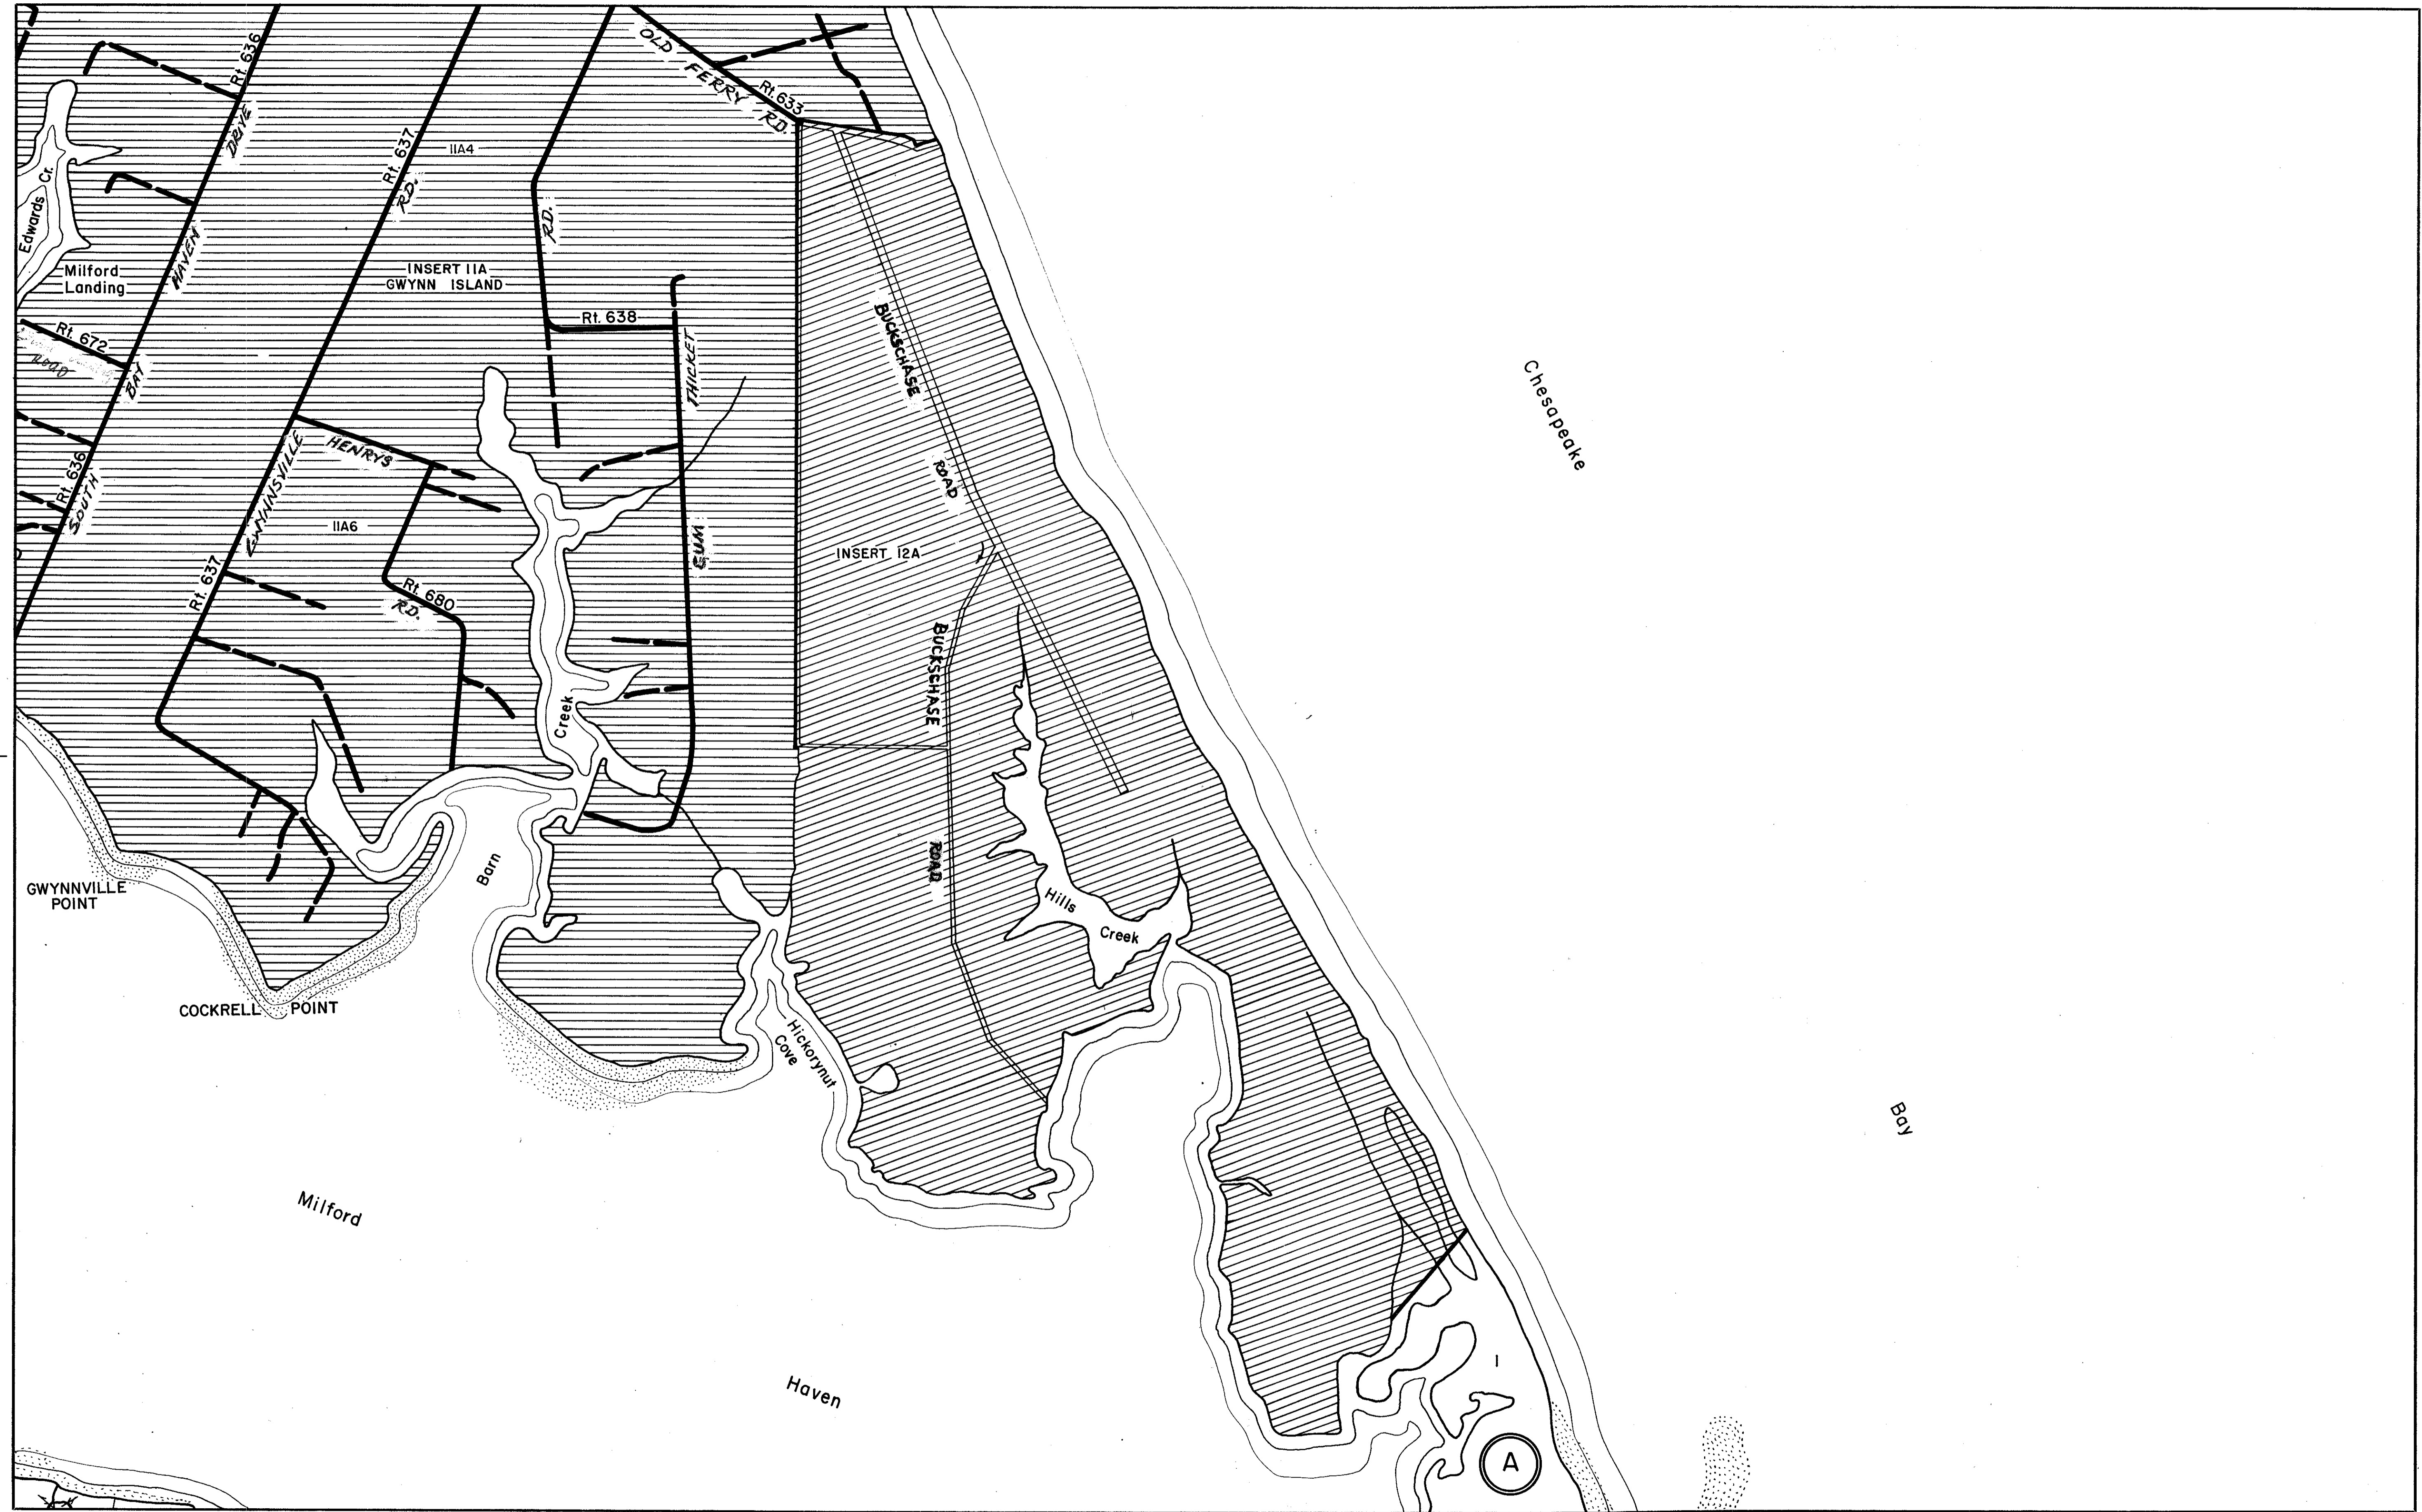 Rt. 636
DRIVE
HAVEN
BAY
Rt. 636
SOUTH
OLD FERRY RD.
Rt. 633
Rt. 637
RD.
IIA4
Edwards Cr.
Milford
Landing
INSERT IIA
GWYNN ISLAND
RD.
Rt. 638
THICKET
GUM
Rt. 672
ROAD
BUCKSCHASE
ROAD
Chesapeake
HENRYS
GWYNNSVILLE
IIA6
Rt. 637
Rt. 680
RD.
INSERT 12A
BUCKSCHASE
ROAD
Creek
Barn
Hills
Creek
GWYNNVILLE
POINT
COCKRELL POINT
Hickorynut
Cove
Bay
Milford
Haven
1
A